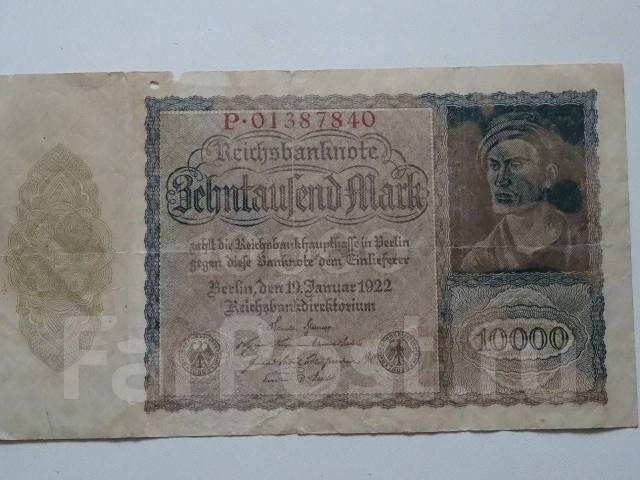 P·01387840
Reichsbanknote
Zehntausend Mark
zahlt die Reichsbankhauptkasse in Berlin
gegen diese Banknote dem Einlieferer
Berlin, den 19. Januar 1922
Reichsbankdirektorium
10000
FarPost